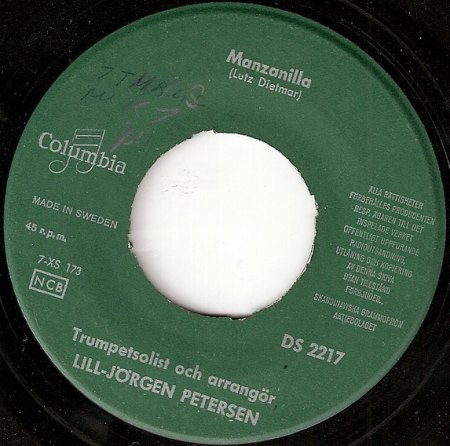 Manzanilla
(Lutz Dietmar)
Columbia
MADE IN SWEDEN
45 r.p.m.
7-XS 173
NCB
ALLA RÄTTIGHETER
FÖRBEHÅLLES PRODUCENTEN
RESP. ÄGAREN TILL DET
INSPELADE VERKET
OFFENTLIGT UPPFÖRANDE
RADIOUTSÄNDNING,
UTLÅNING OCH KOPIERING
AV DENNA SKIVA
UTAN TILLSTÅND
FÖRBJUDES.
SKANDINAVISKA GRAMMOPHON
AKTIEBOLAGET
DS 2217
Trumpetsolist och arrangör
LILL-JÖRGEN PETERSEN